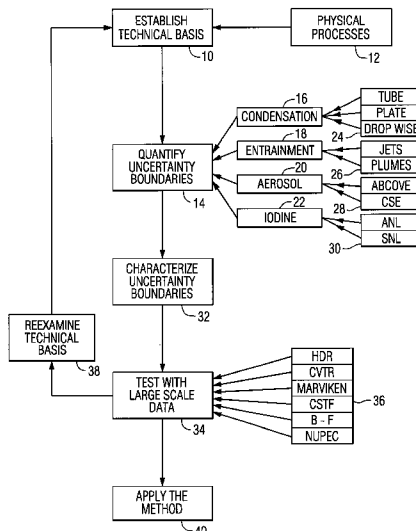 ESTABLISH
TECHNICAL BASIS
10
PHYSICAL
PROCESSES
12
16
CONDENSATION
TUBE
PLATE
DROP WISE
24
18
ENTRAINMENT
JETS
PLUMES
26
QUANTIFY
UNCERTAINTY
BOUNDARIES
14
20
AEROSOL
ABCOVE
CSE
28
22
IODINE
ANL
SNL
30
CHARACTERIZE
UNCERTAINTY
BOUNDARIES
32
REEXAMINE
TECHNICAL
BASIS
38
TEST WITH
LARGE SCALE
DATA
34
HDR
CVTR
MARVIKEN
CSTF
B - F
NUPEC
36
APPLY THE
METHOD
40